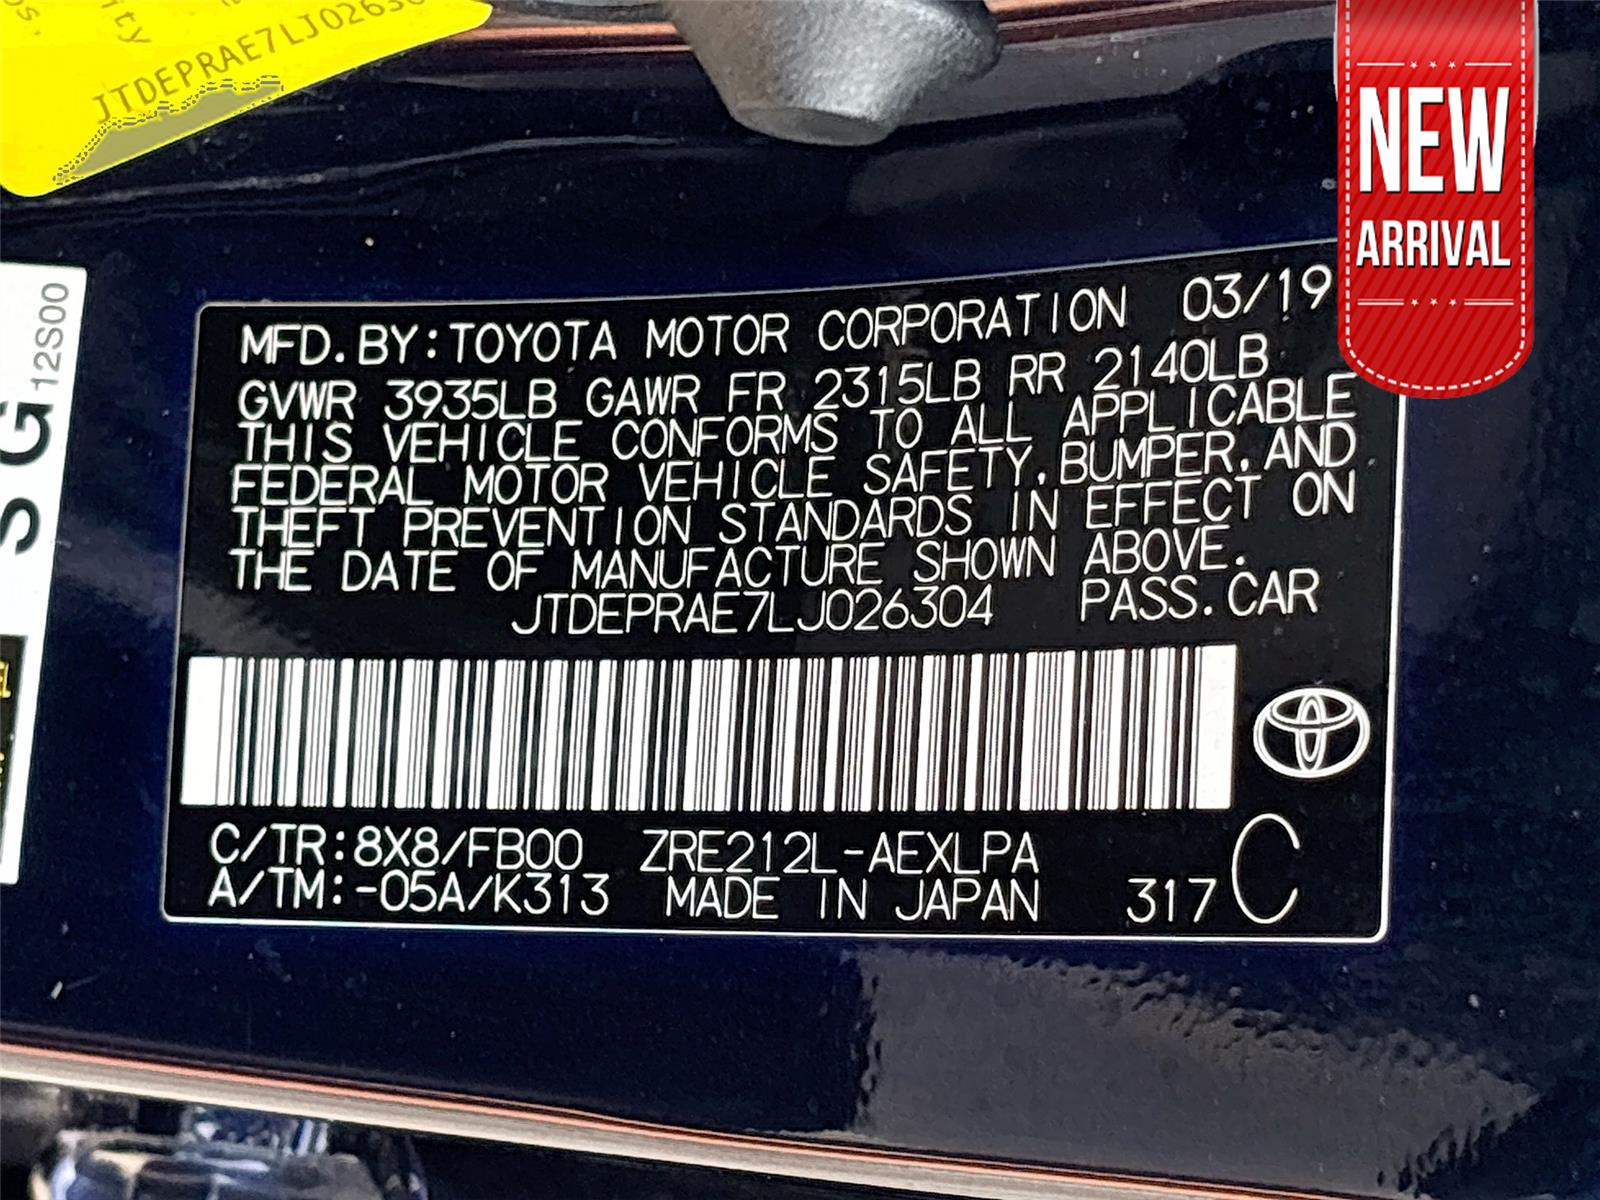 JTDEPRAE7LJ02630
ity
12S00
S G
NEW
ARRIVAL
MFD. BY: TOYOTA MOTOR CORPORATION 03/19
GVWR 3935LB GAWR FR 2315LB RR 2140LB
THIS VEHICLE CONFORMS TO ALL APPLICABLE
FEDERAL MOTOR VEHICLE SAFETY, BUMPER, AND
THEFT PREVENTION STANDARDS IN EFFECT ON
THE DATE OF MANUFACTURE SHOWN ABOVE.
JTDEPRAE7LJ026304 PASS. CAR
C/TR: 8X8/FB00 ZRE212L-AEXLPA
A/TM: -05A/K313 MADE IN JAPAN 317 C